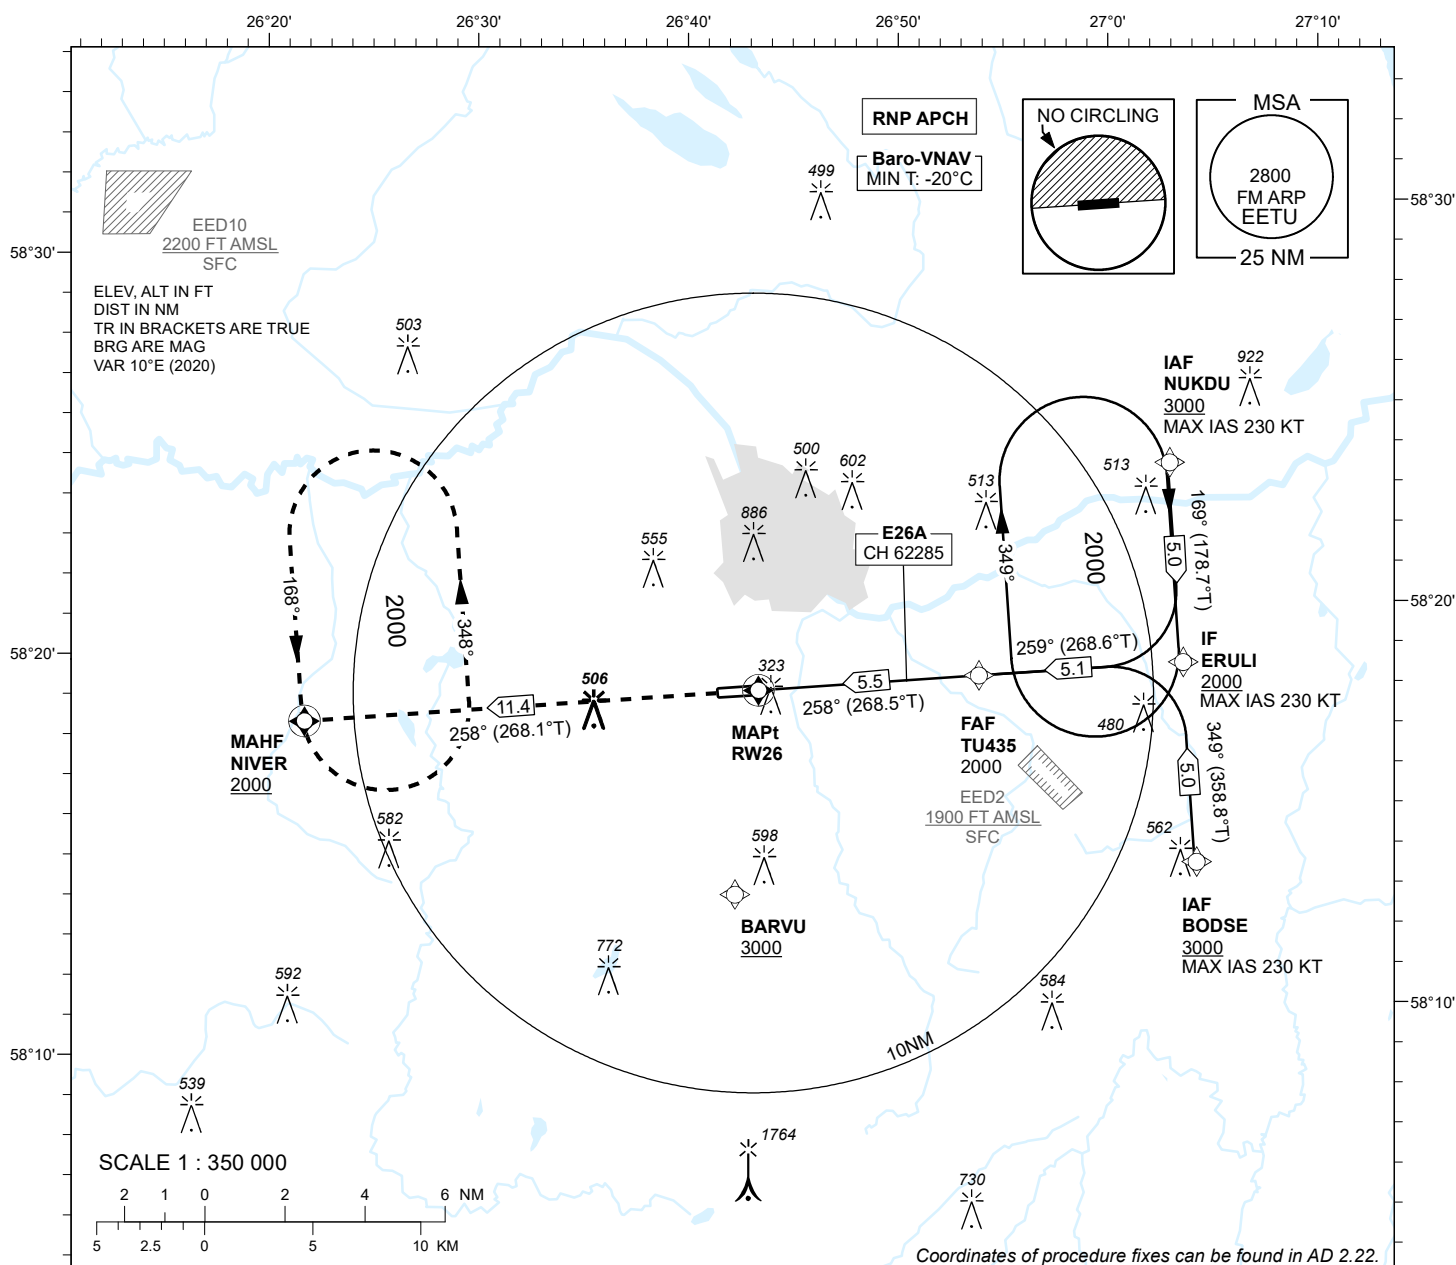 26°20'
26°30'
26°40'
26°50'
27°0'
27°10'
RNP APCH
Baro-VNAV
MIN T: -20°C
NO CIRCLING
MSA
2800
FM ARP
EETU
25 NM
499
58°30'
58°30'
EED10
2200 FT AMSL
SFC
ELEV, ALT IN FT
DIST IN NM
TR IN BRACKETS ARE TRUE
BRG ARE MAG
VAR 10°E (2020)
503
IAF
NUKDU
3000
MAX IAS 230 KT
922
500
602
513
513
886
555
E26A
CH 62285
349°
2000
169° (178.7°T)
5.0
168°
2000
348°
58°20'
58°20'
259° (268.6°T)
5.1
IF
ERULI
2000
MAX IAS 230 KT
323
5.5
258° (268.5°T)
506
11.4
258° (268.1°T)
MAHF
NIVER
2000
MAPt
RW26
FAF
TU435
2000
480
349° (358.8°T)
5.0
EED2
1900 FT AMSL
SFC
582
598
562
BARVU
3000
IAF
BODSE
3000
MAX IAS 230 KT
772
592
584
58°10'
58°10'
10NM
539
1764
730
SCALE 1 : 350 000
2 1 0 2 4 6 NM
5 2.5 0 5 10 KM
Coordinates of procedure fixes can be found in AD 2.22.